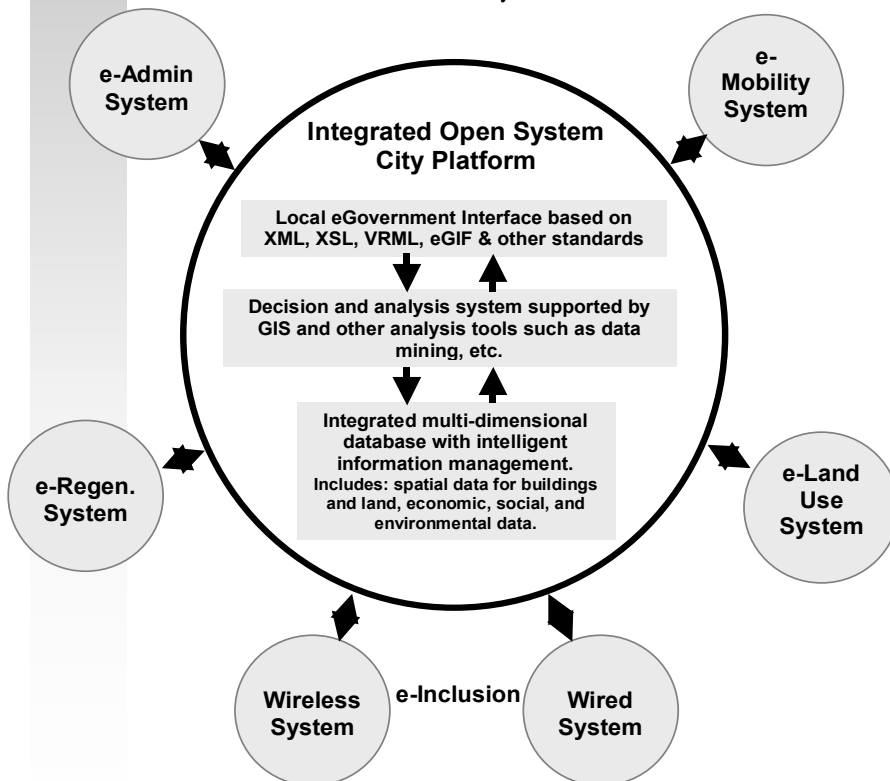 e-Admin
System
e-
Mobility
System
Integrated Open System
City Platform
Local eGovernment Interface based on
XML, XSL, VRML, eGIF & other standards
Decision and analysis system supported by
GIS and other analysis tools such as data
mining, etc.
Integrated multi-dimensional
database with intelligent
information management.
Includes: spatial data for buildings
and land, economic, social, and
environmental data.
e-Regen.
System
e-Land
Use
System
Wireless
System
e-Inclusion
Wired
System